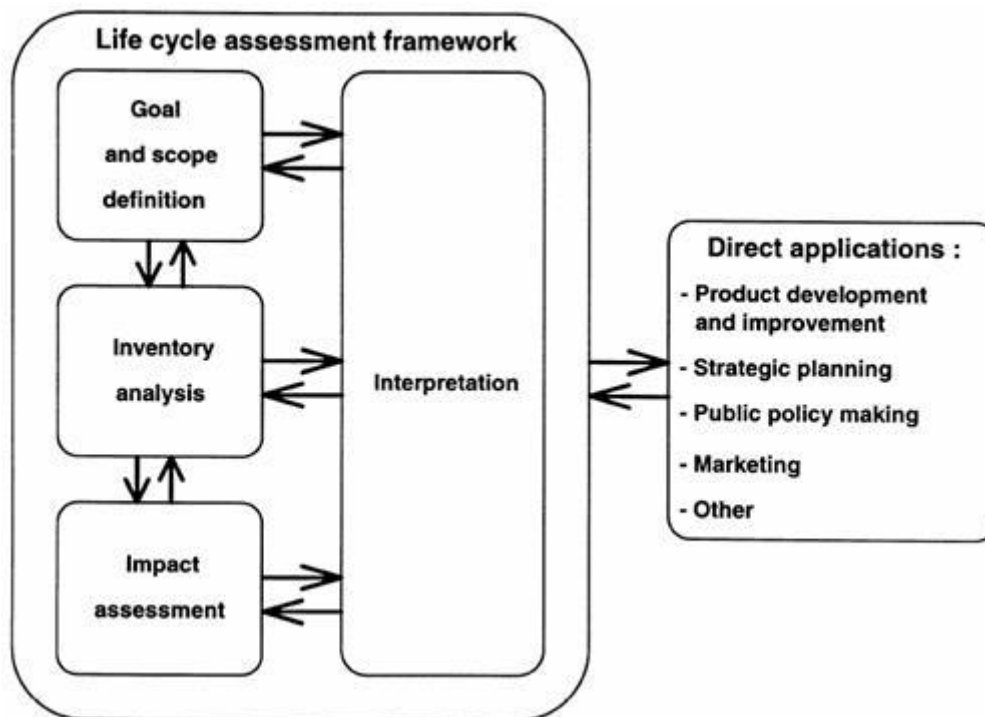 Life cycle assessment framework
Goal
and scope
definition
Inventory
analysis
Impact
assessment
Interpretation
Direct applications :
- Product development
and improvement
- Strategic planning
- Public policy making
- Marketing
- Other